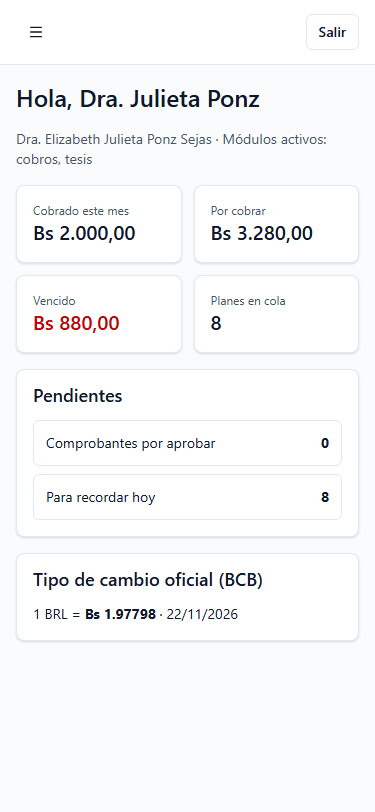 Salir
Hola, Dra. Julieta Ponz
Dra. Elizabeth Julieta Ponz Sejas · Módulos activos:
cobros, tesis
Cobrado este mes
Bs 2.000,00
Por cobrar
Bs 3.280,00
Vencido
Bs 880,00
Planes en cola
8
Pendientes
Comprobantes por aprobar 0
Para recordar hoy 8
Tipo de cambio oficial (BCB)
1 BRL = Bs 1.97798 · 22/11/2026